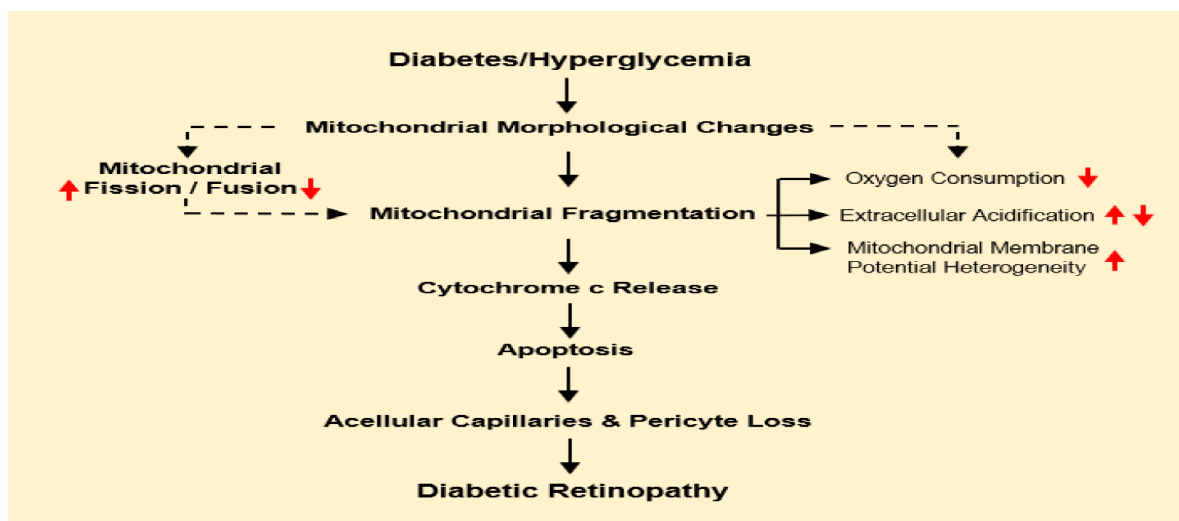 Diabetes/Hyperglycemia
Mitochondrial Morphological Changes
Mitochondrial
Fission / Fusion
Oxygen Consumption
Mitochondrial Fragmentation
Extracellular Acidification
Mitochondrial Membrane
Potential Heterogeneity
Cytochrome c Release
Apoptosis
Acellular Capillaries & Pericyte Loss
Diabetic Retinopathy